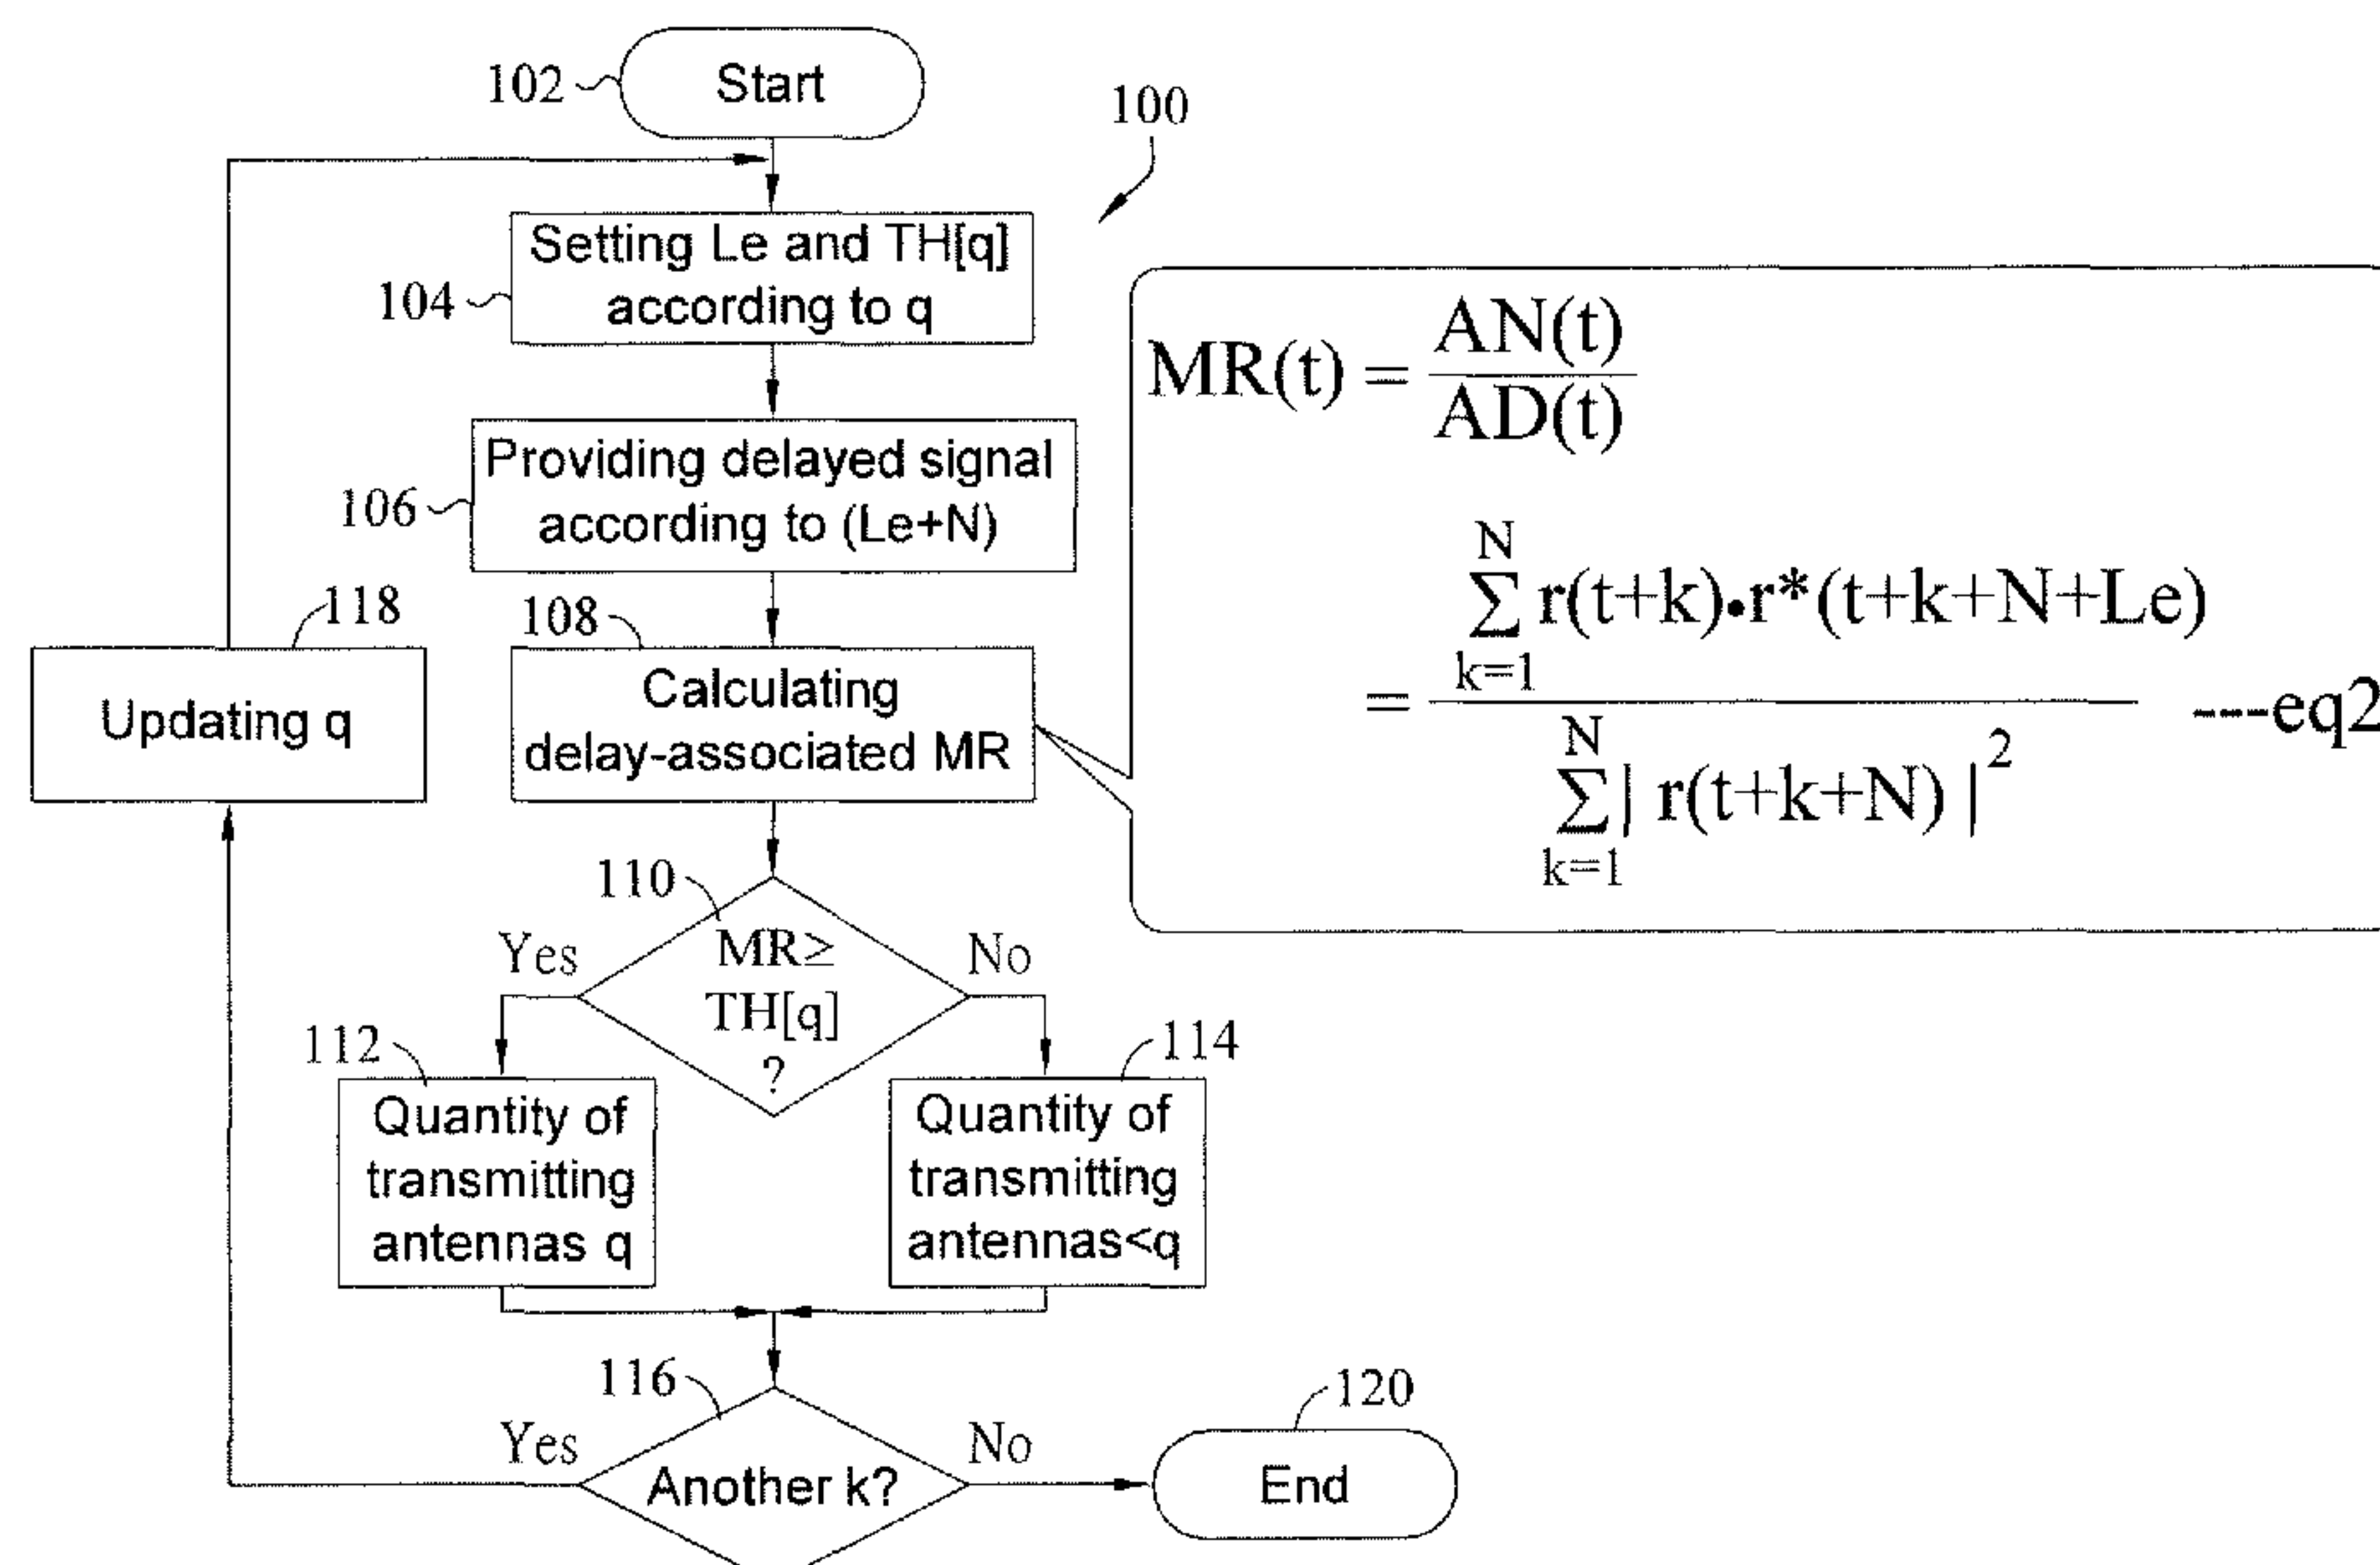 102
Start
100
104
Setting Le and TH[q]
according to q
106
Providing delayed signal
according to (Le+N)
118
Updating q
108
Calculating
delay-associated MR
MR(t) = AN(t)
AD(t)
N
∑ r(t+k)•r*(t+k+N+Le)
k=1
= ---eq2
N
∑| r(t+k+N) |²
k=1
110
MR≥
TH[q]
?
Yes
No
112
Quantity of
transmitting
antennas q
114
Quantity of
transmitting
antennas<q
116
Another k?
Yes
No
120
End